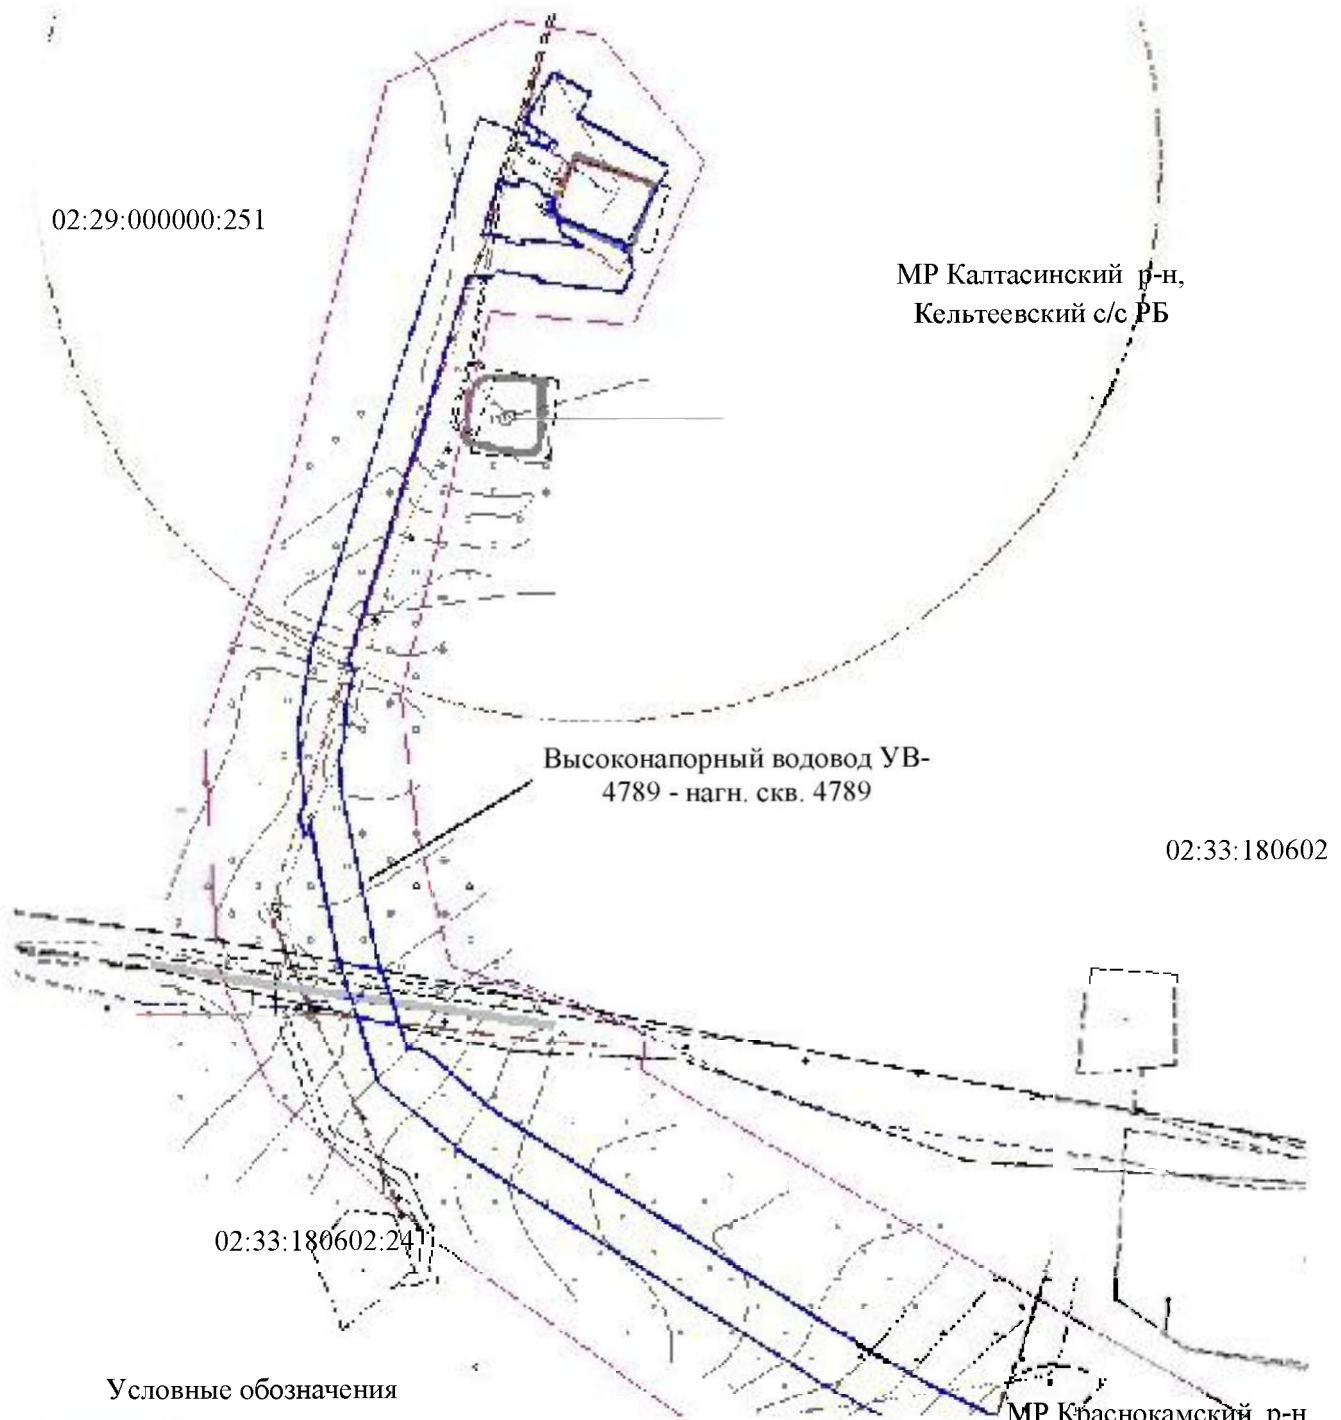 02:29:000000:251
МР Калтасинский р-н,
Кельтеевский с/с РБ
Высоконапорный водовод УВ-
4789 - нагн. скв. 4789
02:33:180602
02:33:180602:241
Условные обозначения
МР Краснокамский р-н